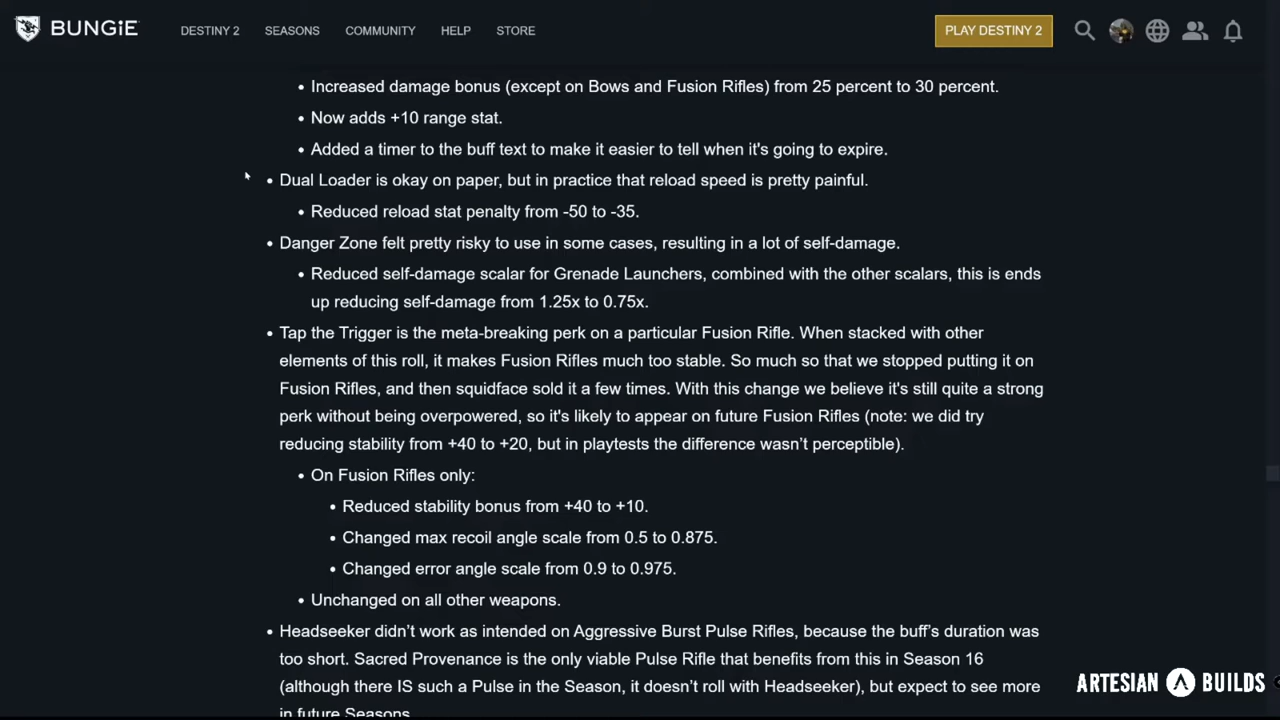 BUNGiE DESTINY 2 SEASONS COMMUNITY HELP STORE PLAY DESTINY 2
• Increased damage bonus (except on Bows and Fusion Rifles) from 25 percent to 30 percent.
• Now adds +10 range stat.
• Added a timer to the buff text to make it easier to tell when it's going to expire.
• Dual Loader is okay on paper, but in practice that reload speed is pretty painful.
• Reduced reload stat penalty from -50 to -35.
• Danger Zone felt pretty risky to use in some cases, resulting in a lot of self-damage.
• Reduced self-damage scalar for Grenade Launchers, combined with the other scalars, this is ends
up reducing self-damage from 1.25x to 0.75x.
• Tap the Trigger is the meta-breaking perk on a particular Fusion Rifle. When stacked with other
elements of this roll, it makes Fusion Rifles much too stable. So much so that we stopped putting it on
Fusion Rifles, and then squidface sold it a few times. With this change we believe it's still quite a strong
perk without being overpowered, so it's likely to appear on future Fusion Rifles (note: we did try
reducing stability from +40 to +20, but in playtests the difference wasn’t perceptible).
• On Fusion Rifles only:
• Reduced stability bonus from +40 to +10.
• Changed max recoil angle scale from 0.5 to 0.875.
• Changed error angle scale from 0.9 to 0.975.
• Unchanged on all other weapons.
• Headseeker didn’t work as intended on Aggressive Burst Pulse Rifles, because the buff’s duration was
too short. Sacred Provenance is the only viable Pulse Rifle that benefits from this in Season 16
(although there IS such a Pulse in the Season, it doesn’t roll with Headseeker), but expect to see more
in future Seasons.
ARTESIAN BUILDS